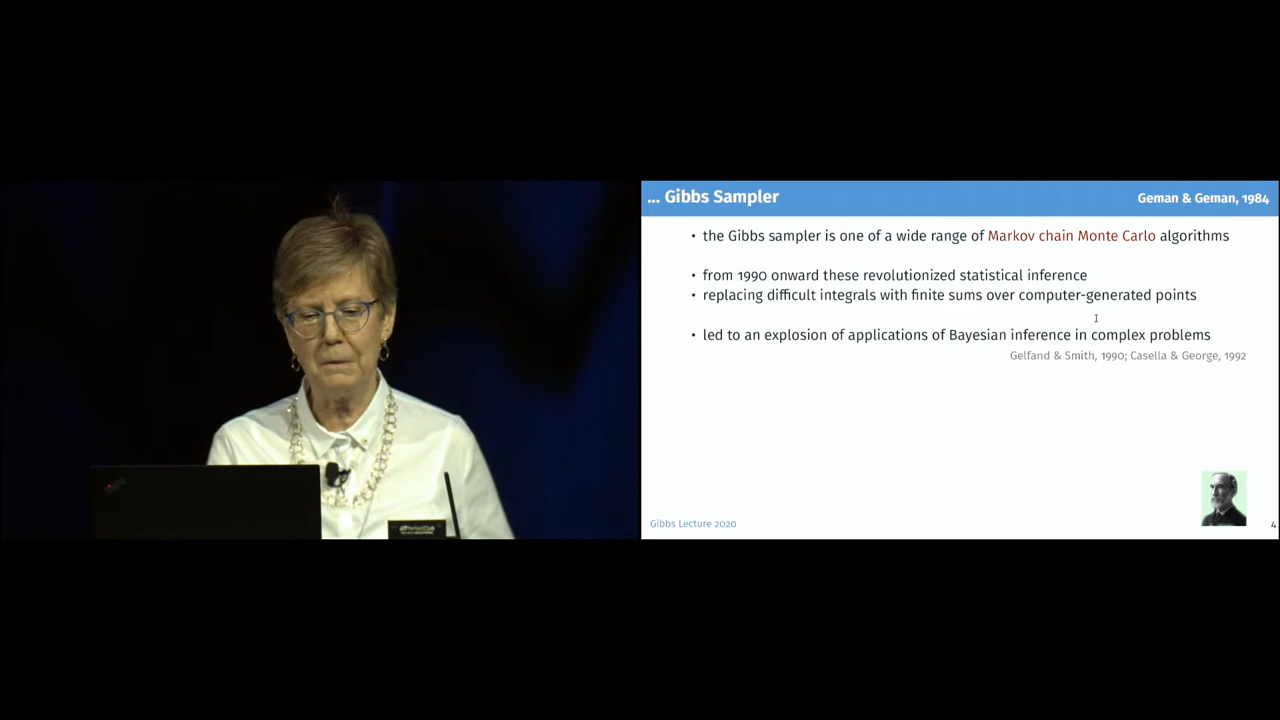 ... Gibbs Sampler
Geman & Geman, 1984
• the Gibbs sampler is one of a wide range of Markov chain Monte Carlo algorithms
• from 1990 onward these revolutionized statistical inference
• replacing difficult integrals with finite sums over computer-generated points
• led to an explosion of applications of Bayesian inference in complex problems
Gelfand & Smith, 1990; Casella & George, 1992
Gibbs Lecture 2020
4